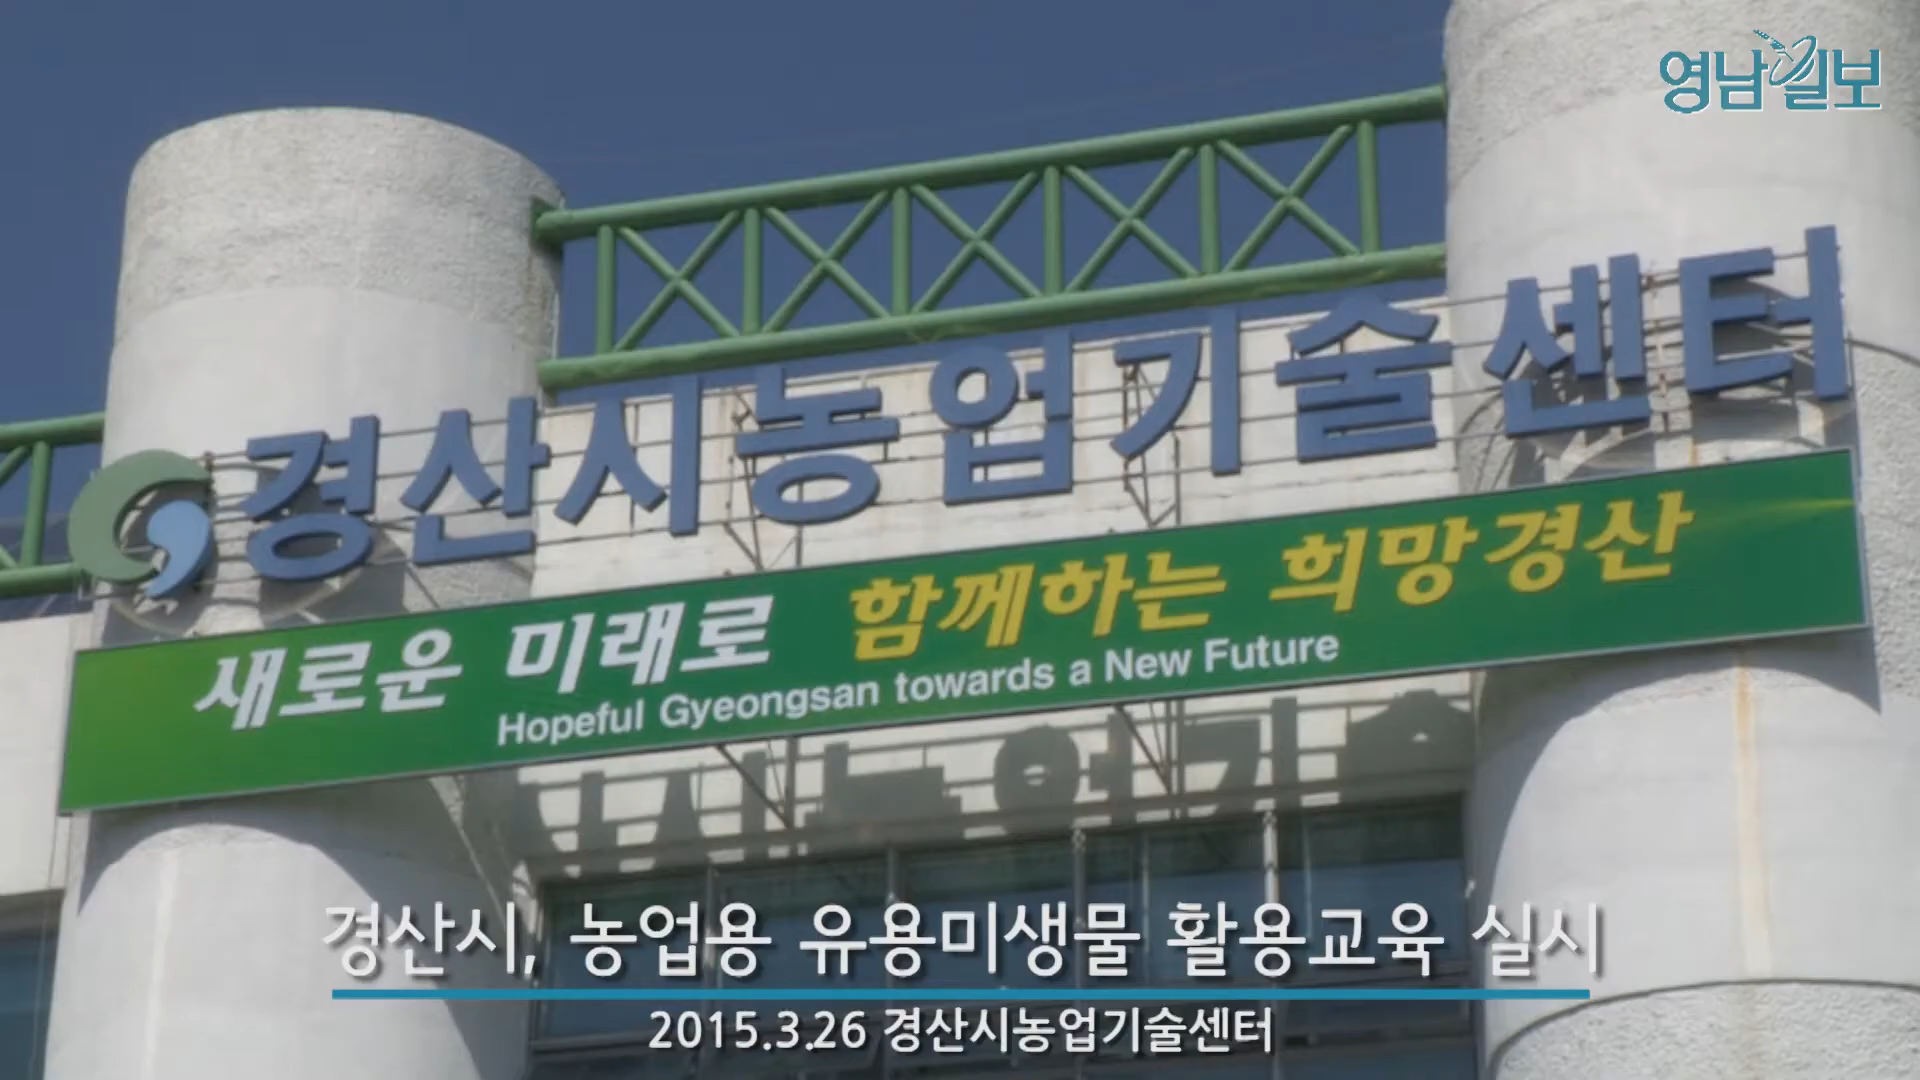 영남일보
경산시농업기술센터
새로운 미래로 함께하는 희망경산
Hopeful Gyeongsan towards a New Future
경산시, 농업용 유용미생물 활용교육 실시
2015.3.26 경산시농업기술센터